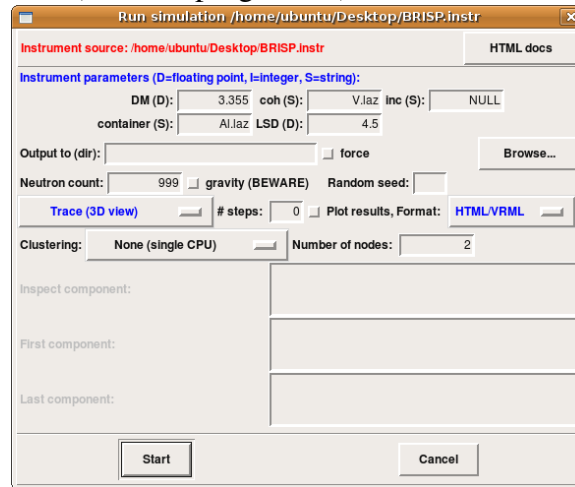 Run simulation /home/ubuntu/Desktop/BRISP.instr
Instrument source: /home/ubuntu/Desktop/BRISP.instr HTML docs
Instrument parameters (D=floating point, I=integer, S=string):
DM (D): 3.355 coh (S): V.laz inc (S): NULL
container (S): Al.laz LSD (D): 4.5
Output to (dir): force Browse...
Neutron count: 999 gravity (BEWARE) Random seed:
Trace (3D view) # steps: 0 Plot results, Format: HTML/VRML
Clustering: None (single CPU) Number of nodes: 2
Inspect component:
First component:
Last component:
Start Cancel